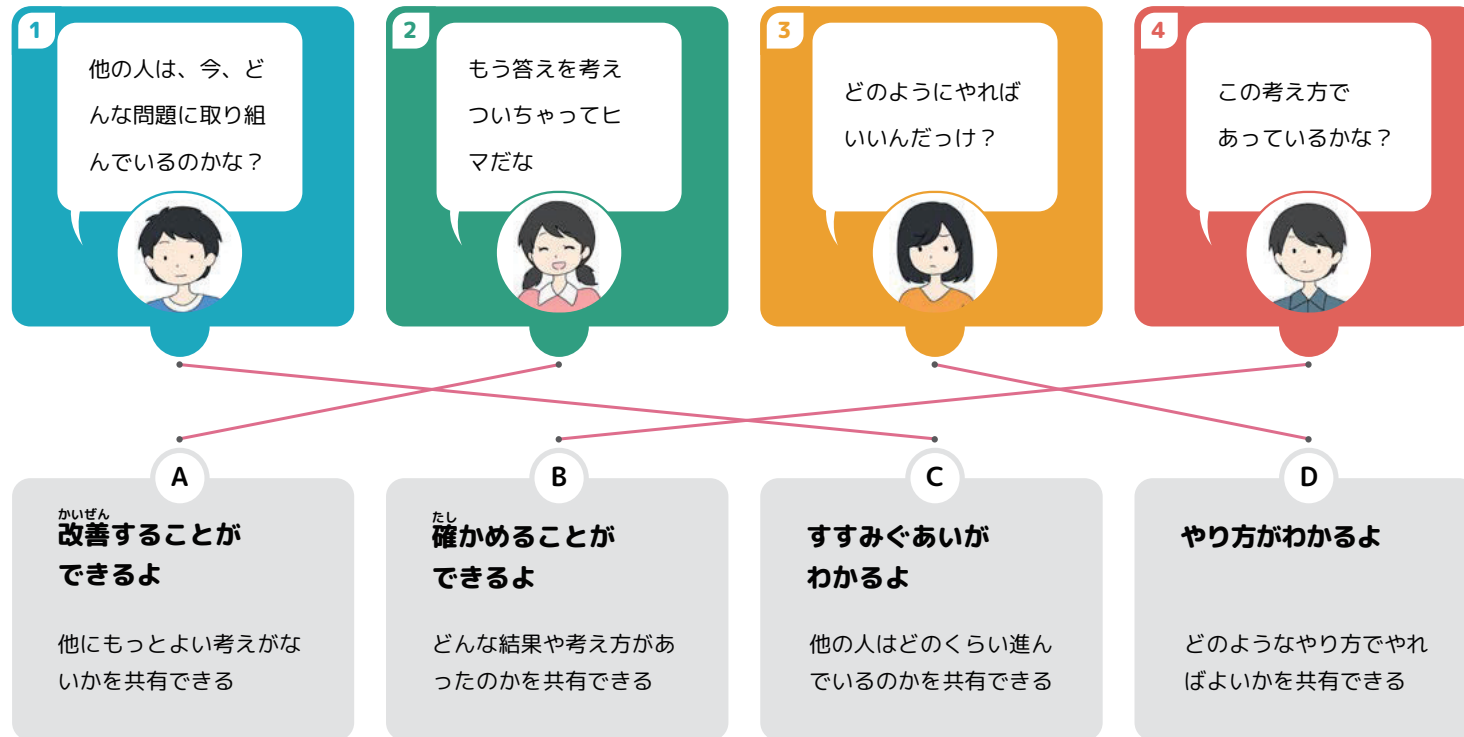 1
他の人は、今、ど
んな問題に取り組
んでいるのかな？
2
もう答えを考え
ついちゃってヒ
マだな
3
どのようにやれば
いいんだっけ？
4
この考え方で
あっているかな？
A
かいぜん
改善することが
できるよ
他にもっとよい考えがな
いかを共有できる
B
たし
確かめることが
できるよ
どんな結果や考え方があ
ったのかを共有できる
C
すすみぐあいが
わかるよ
他の人はどのくらい進ん
でいるのかを共有できる
D
やり方がわかるよ
どのようなやり方でやれ
ばよいかを共有できる